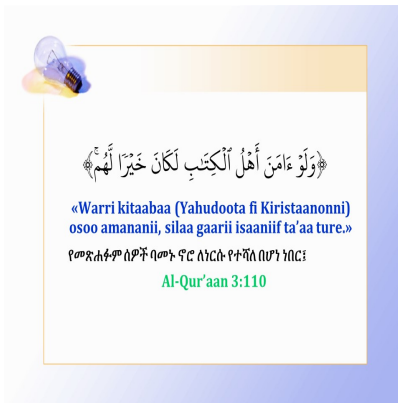 ﴿وَلَوۡ ءَامَنَ أَهۡلُ ٱلۡكِتَٰبِ لَكَانَ خَيۡرٗا لَّهُمۚ﴾
«Warri kitaabaa (Yahudoota fi Kiristaanonni)
osoo amananii, silaa gaarii isaaniif ta’aa ture.»
የመጽሐፉም ሰዎች ባመኑ ኖሮ ለነርሱ የተሻለ በሆነ ነበር፤
Al-Qur’aan 3:110